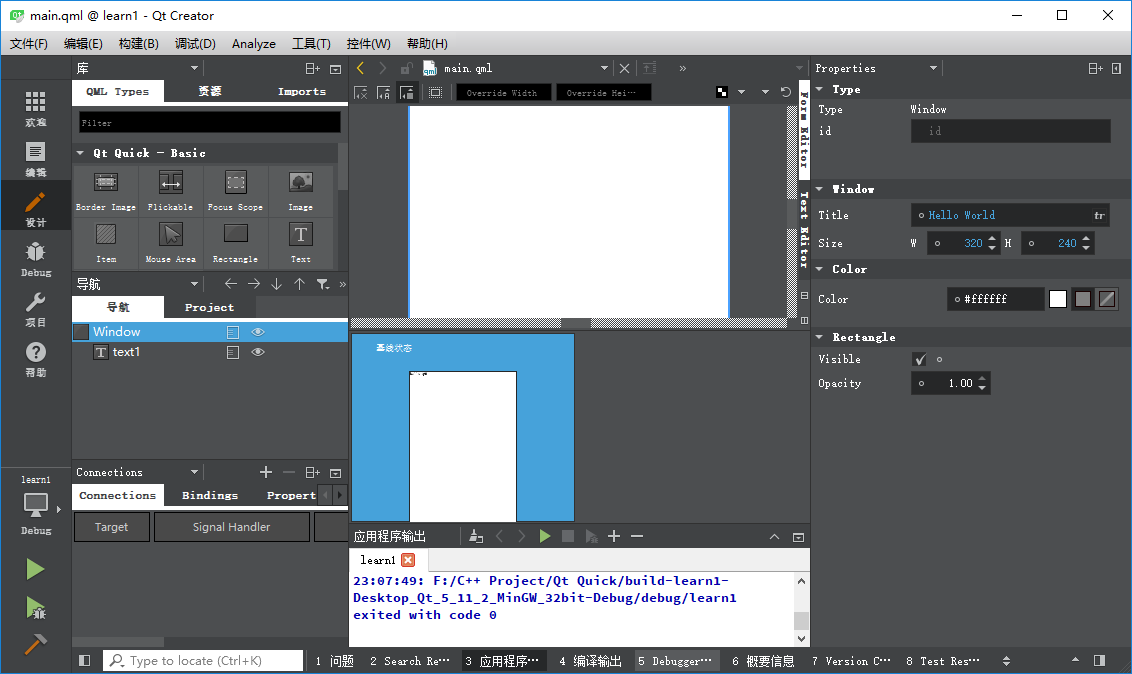 main.qml @ learn1 - Qt Creator
文件(F) 编辑(E) 构建(B) 调试(D) Analyze 工具(T) 控件(W) 帮助(H)
库
main.qml
Properties
QML Types 资源 Imports
Override Width Override Hei···
Filter
Qt Quick - Basic
Border Image Flickable Focus Scope Image
Item Mouse Area Rectangle Text
欢迎
编辑
设计
Debug
项目
帮助
导航
导航 Project
Window
text1
Form Editor
Text Editor
Type
Type Window
id id
Window
Title Hello World tr
Size W 320 H 240
Color
Color #ffffff
Rectangle
Visible
Opacity 1.00
基线状态
Connections
Connections Bindings Propert
Target Signal Handler
learn1
Debug
应用程序输出
learn1
23:07:49: F:/C++ Project/Qt Quick/build-learn1-
Desktop_Qt_5_11_2_MinGW_32bit-Debug/debug/learn1
exited with code 0
Type to locate (Ctrl+K) 1 问题 2 Search Re··· 3 应用程序··· 4 编译输出 5 Debugger··· 6 概要信息 7 Version C··· 8 Test Res···